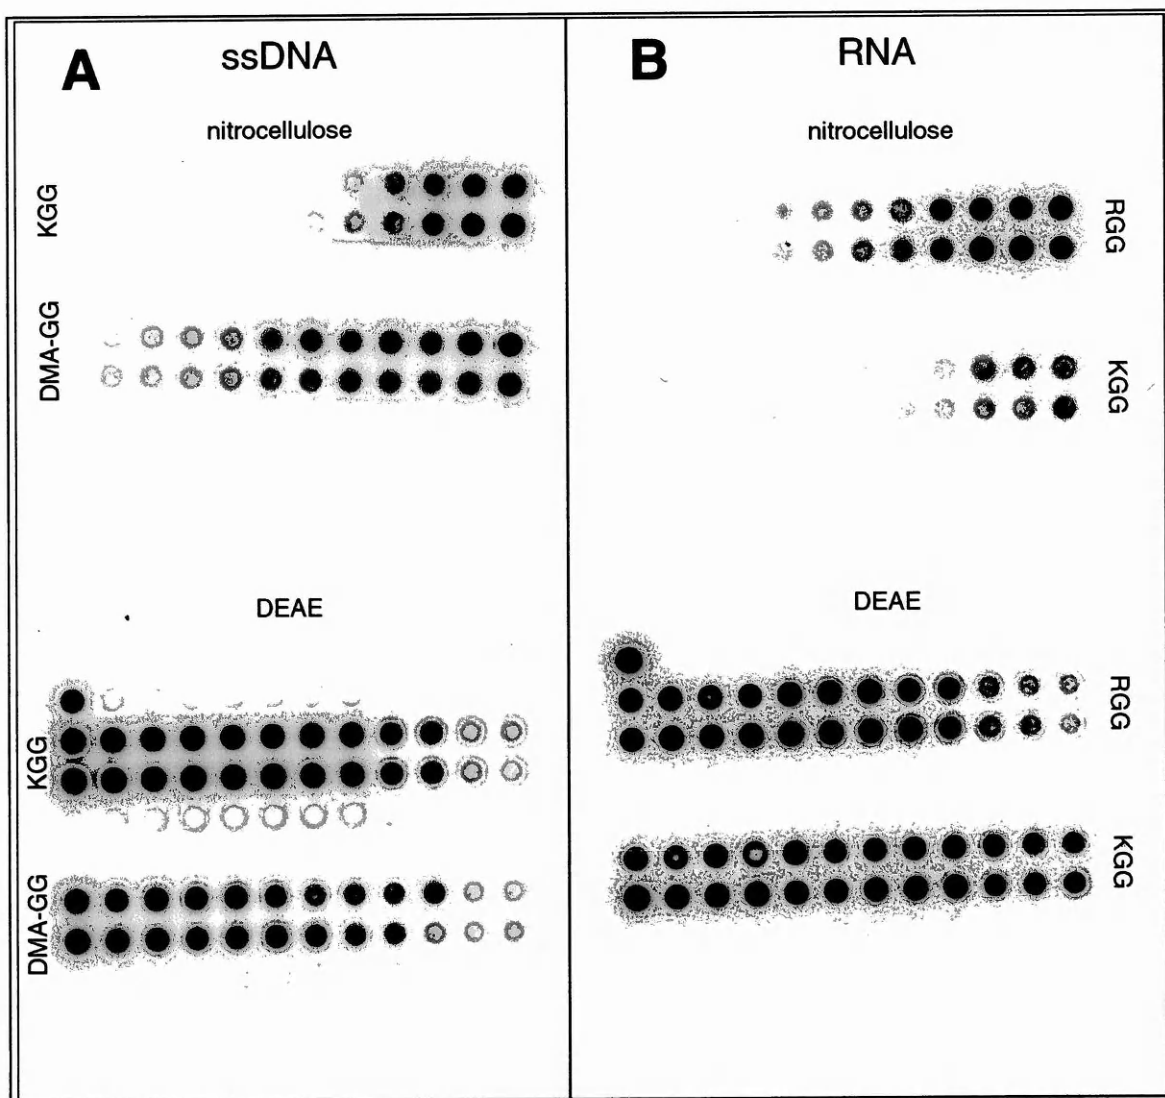 A
ssDNA
nitrocellulose
KGG
DMA-GG
DEAE
KGG
DMA-GG
B
RNA
nitrocellulose
RGG
KGG
DEAE
RGG
KGG